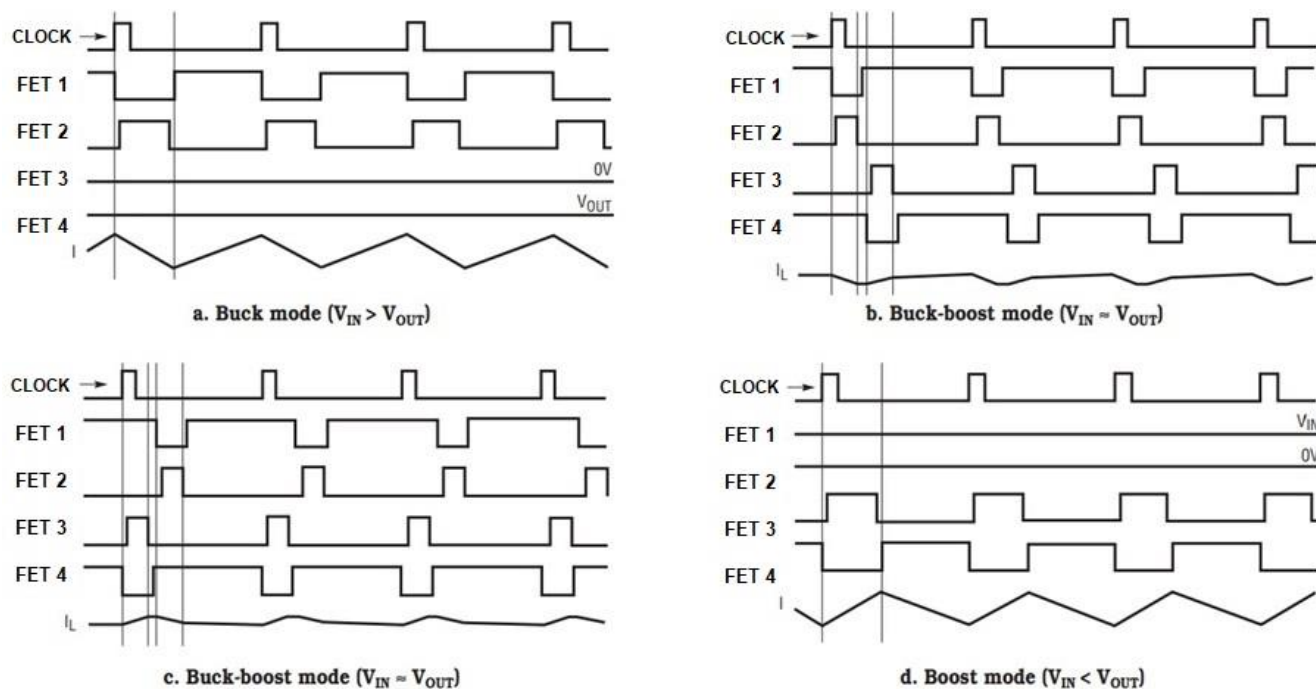 CLOCK
FET 1
FET 2
FET 3
0V
FET 4
VOUT
I
a. Buck mode (VIN > VOUT)
CLOCK
FET 1
FET 2
FET 3
FET 4
IL
b. Buck-boost mode (VIN ≈ VOUT)
CLOCK
FET 1
FET 2
FET 3
FET 4
IL
c. Buck-boost mode (VIN ≈ VOUT)
CLOCK
FET 1
VIN
0V
FET 2
FET 3
FET 4
I
d. Boost mode (VIN < VOUT)